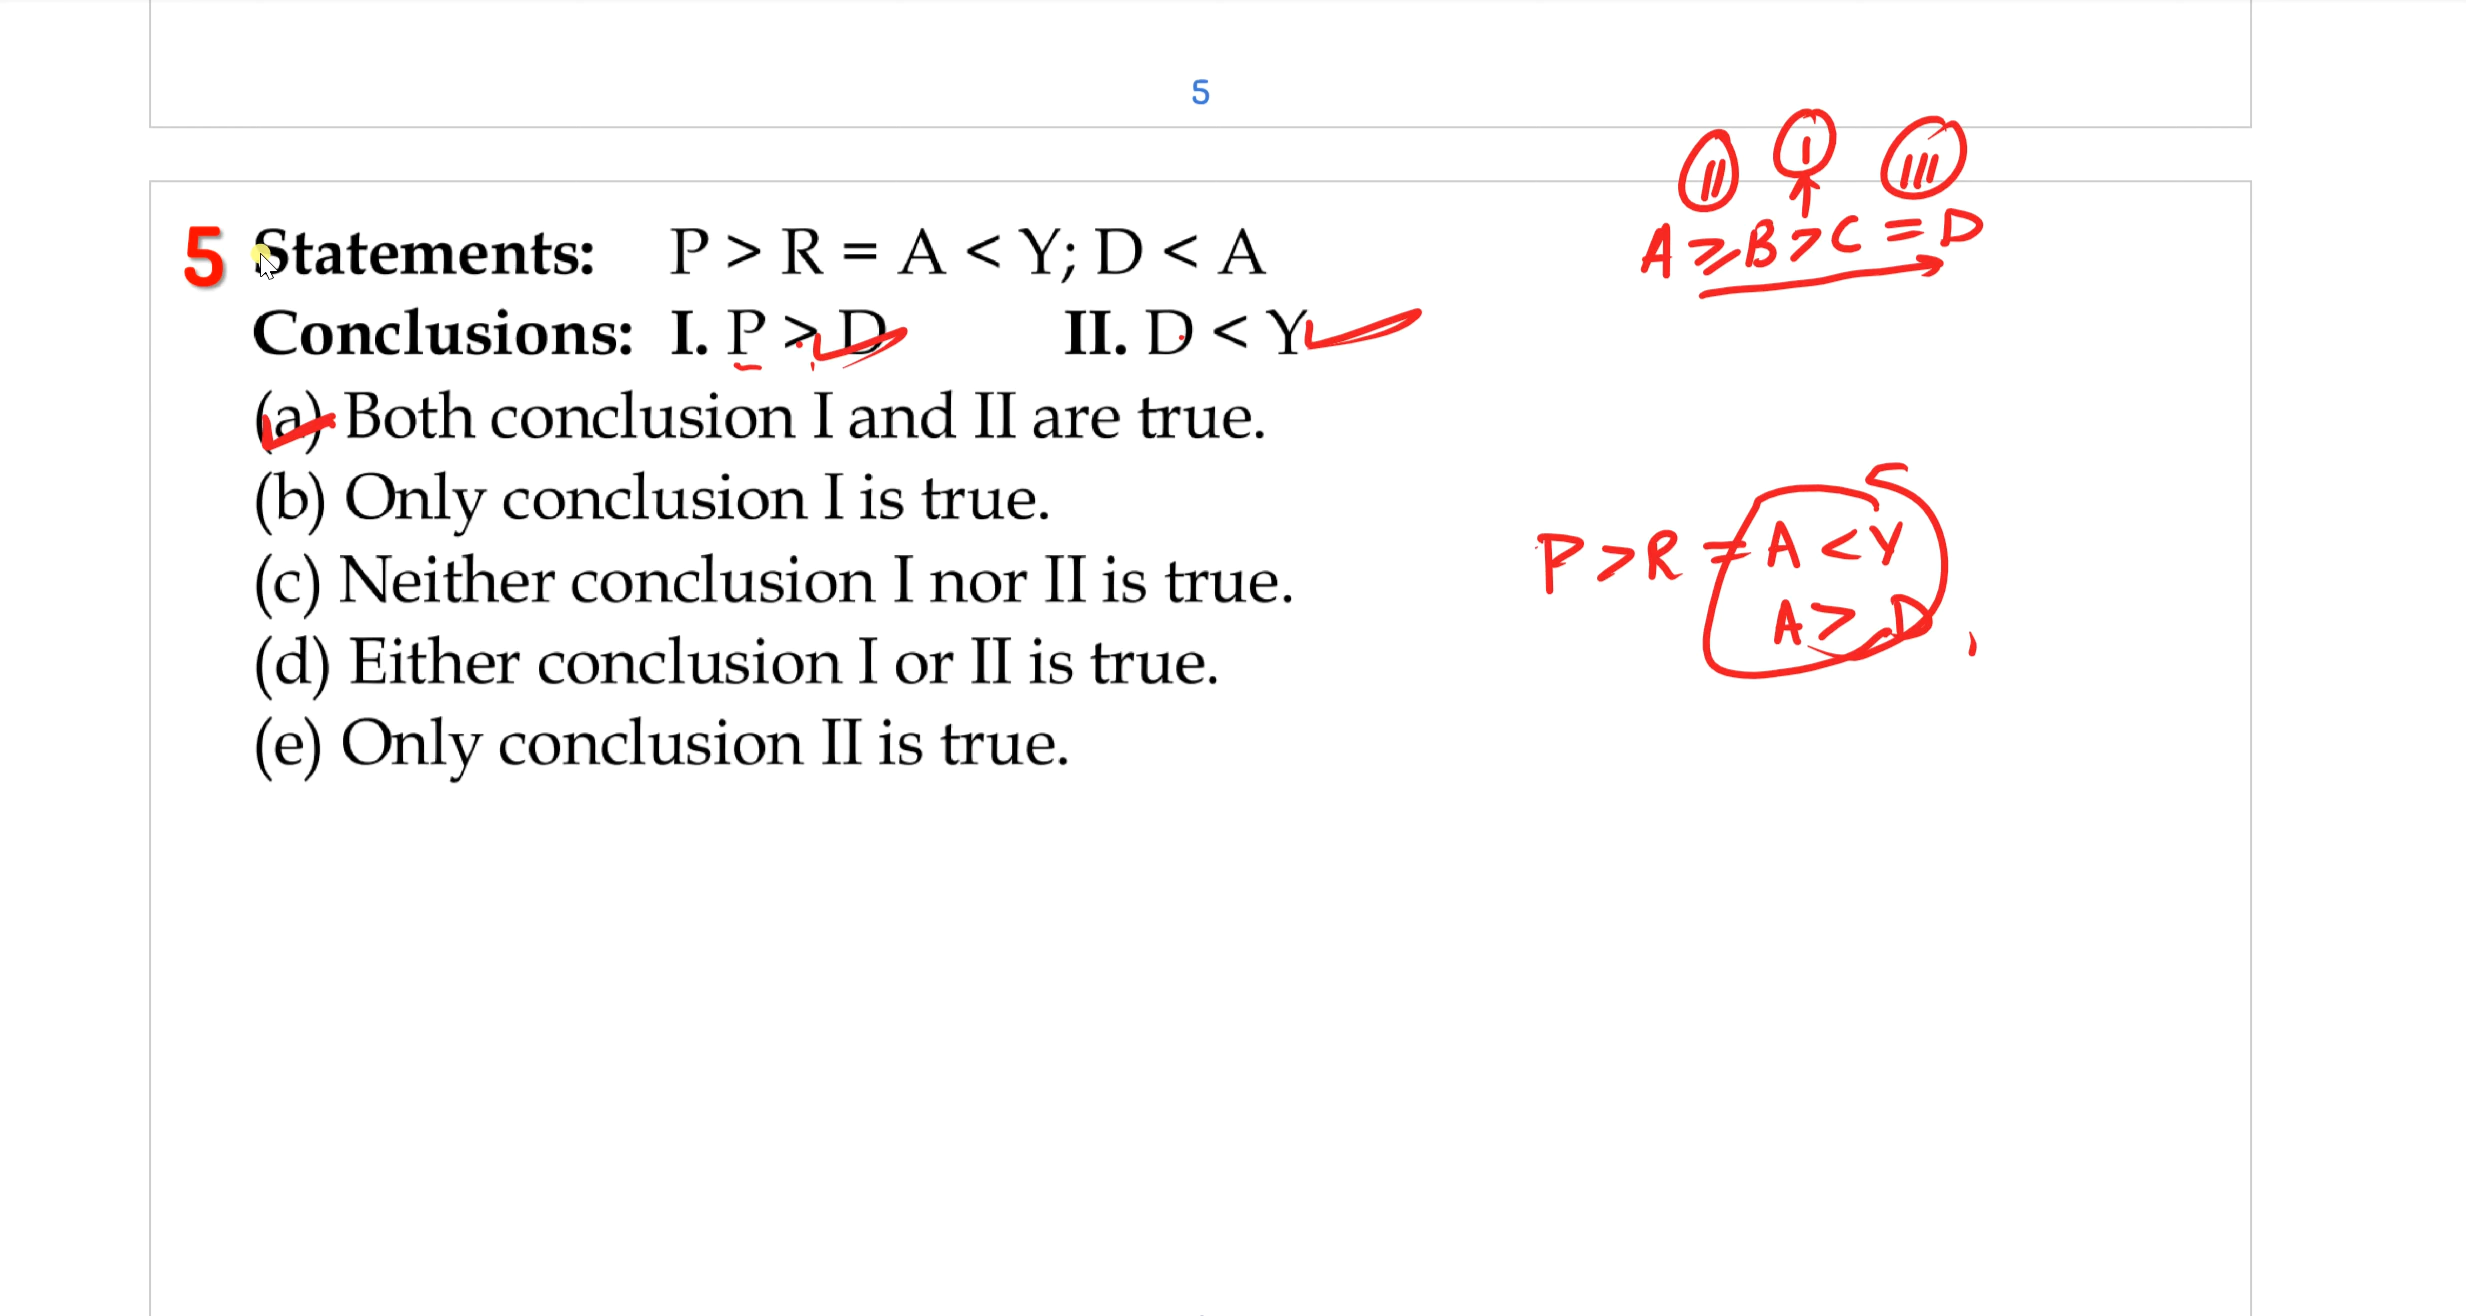 5
II I III
A ≥ B > C = D
5 Statements: P > R = A < Y; D < A
Conclusions: I. P > D II. D < Y
(a) Both conclusion I and II are true.
(b) Only conclusion I is true.
P > R = A < Y
(c) Neither conclusion I nor II is true.
A > D
(d) Either conclusion I or II is true.
(e) Only conclusion II is true.